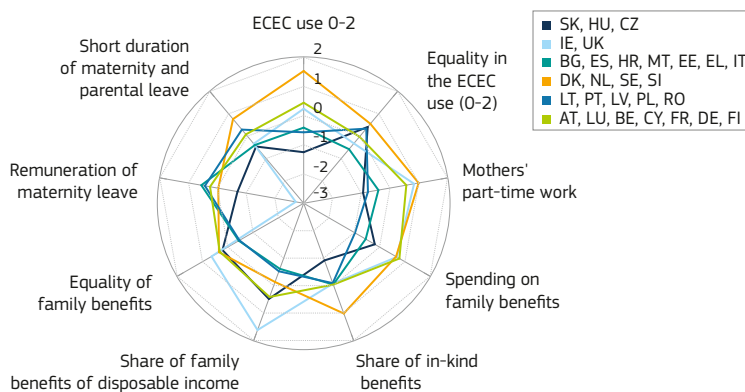 ECEC use 0-2
2
1
0
-1
-2
-3
Short duration
of maternity and
parental leave
Equality in
the ECEC
use (0-2)
Remuneration of
maternity leave
Mothers'
part-time work
Equality of
family benefits
Spending on
family benefits
Share of family
benefits of disposable income
Share of in-kind
benefits
SK, HU, CZ
IE, UK
BG, ES, HR, MT, EE, EL, IT
DK, NL, SE, SI
LT, PT, LV, PL, RO
AT, LU, BE, CY, FR, DE, FI